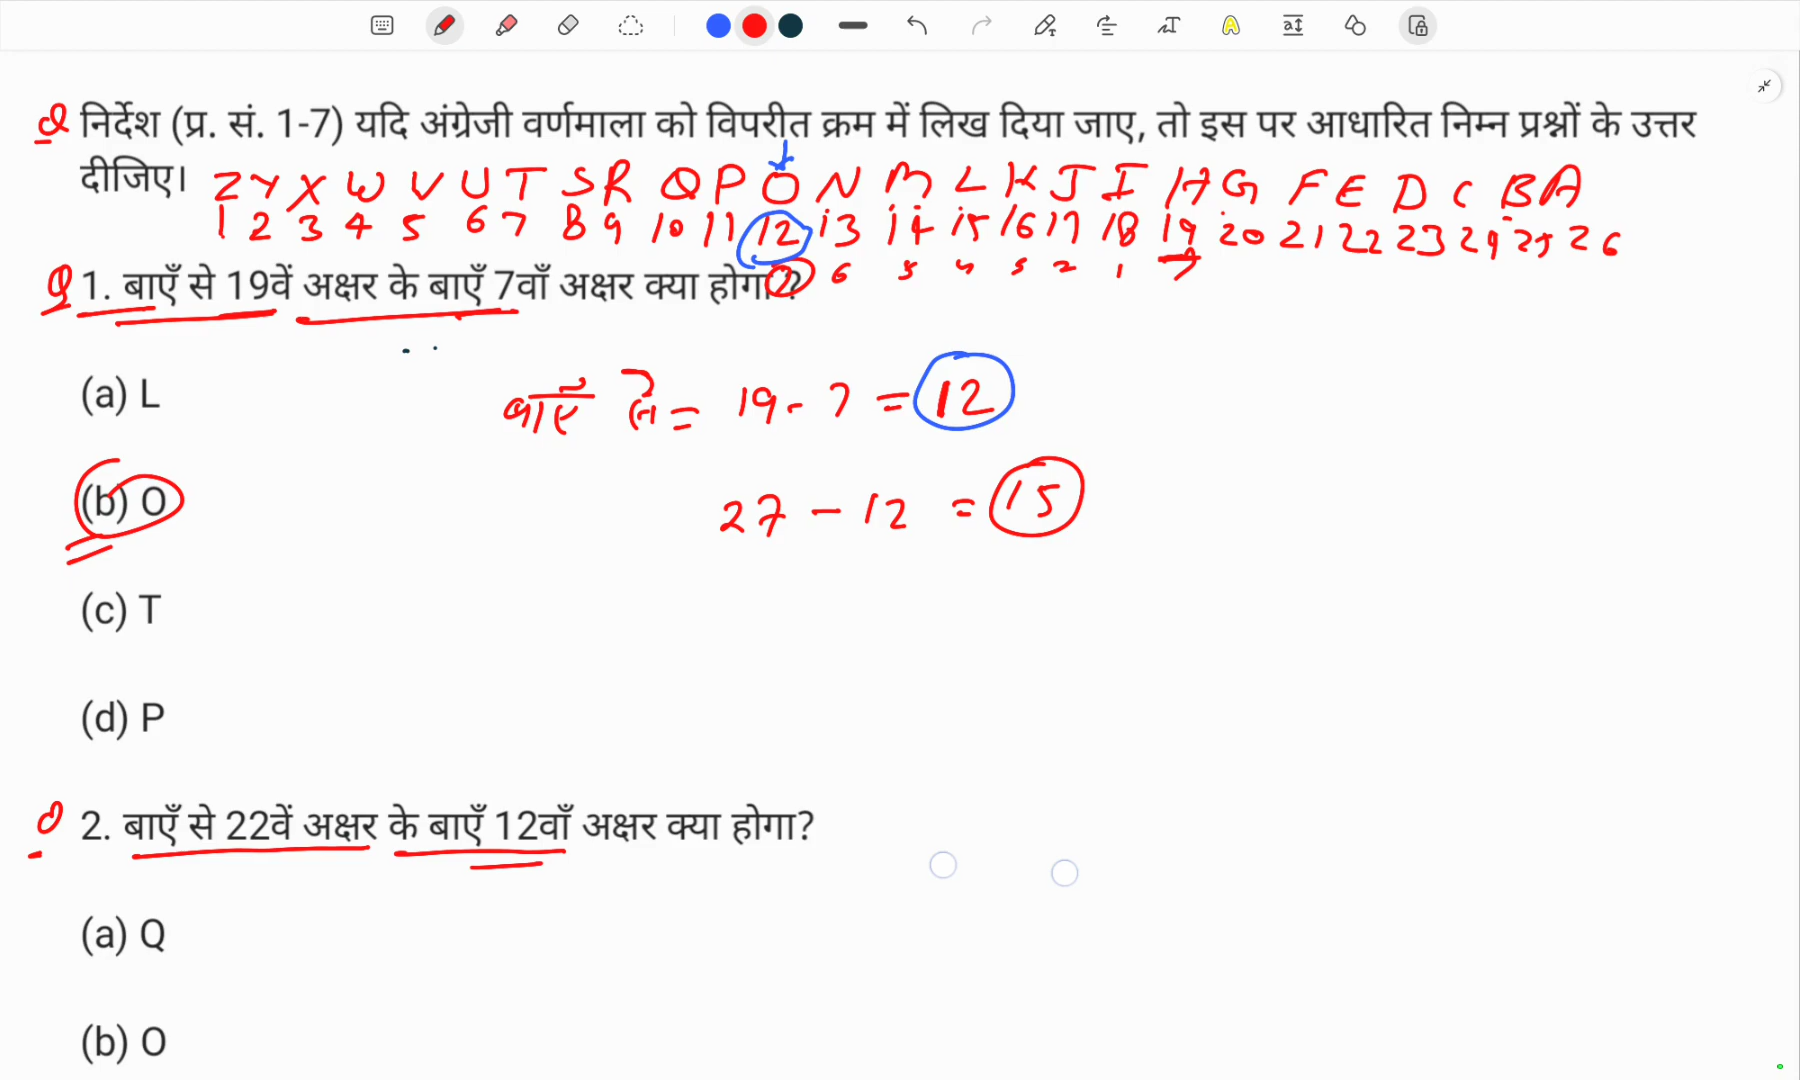 Q निर्देश (प्र. सं. 1-7) यदि अंग्रेजी वर्णमाला को विपरीत क्रम में लिख दिया जाए, तो इस पर आधारित निम्न प्रश्नों के उत्तर
दीजिए। Z Y X W V U T S R Q P O N M L K J I H G F E D C B A
1 2 3 4 5 6 7 8 9 10 11 12 13 14 15 16 17 18 19 20 21 22 23 24 25 26
7 6 5 4 3 2 1
Q 1. बाएँ से 19वें अक्षर के बाएँ 7वाँ अक्षर क्या होगा ?
(a) L
बाएँ से = 19 - 7 = 12
(b) O
27 - 12 = 15
(c) T
(d) P
Q 2. बाएँ से 22वें अक्षर के बाएँ 12वाँ अक्षर क्या होगा?
(a) Q
(b) O